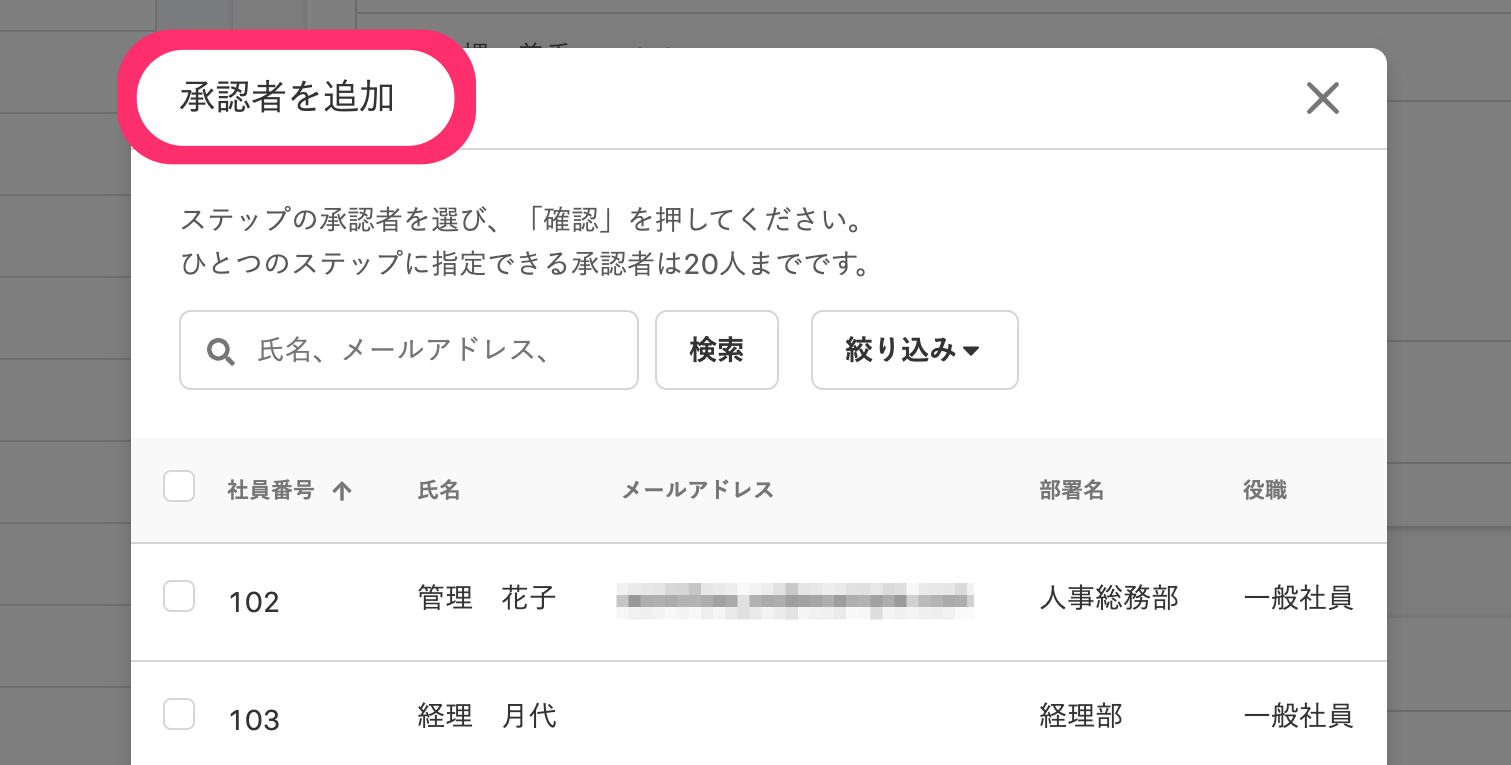 承認者を追加
ステップの承認者を選び、「確認」を押してください。
ひとつのステップに指定できる承認者は20人までです。
氏名、メールアドレス、 検索 絞り込み
社員番号 氏名 メールアドレス 部署名 役職
102 管理 花子 人事総務部 一般社員
103 経理 月代 経理部 一般社員